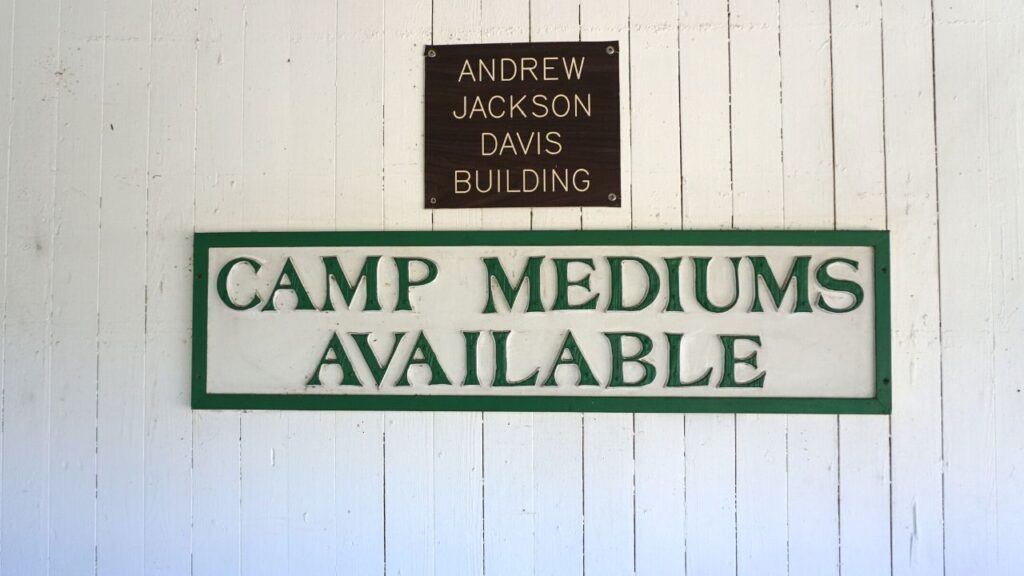 ANDREW
JACKSON
DAVIS
BUILDING
CAMP MEDIUMS
AVAILABLE